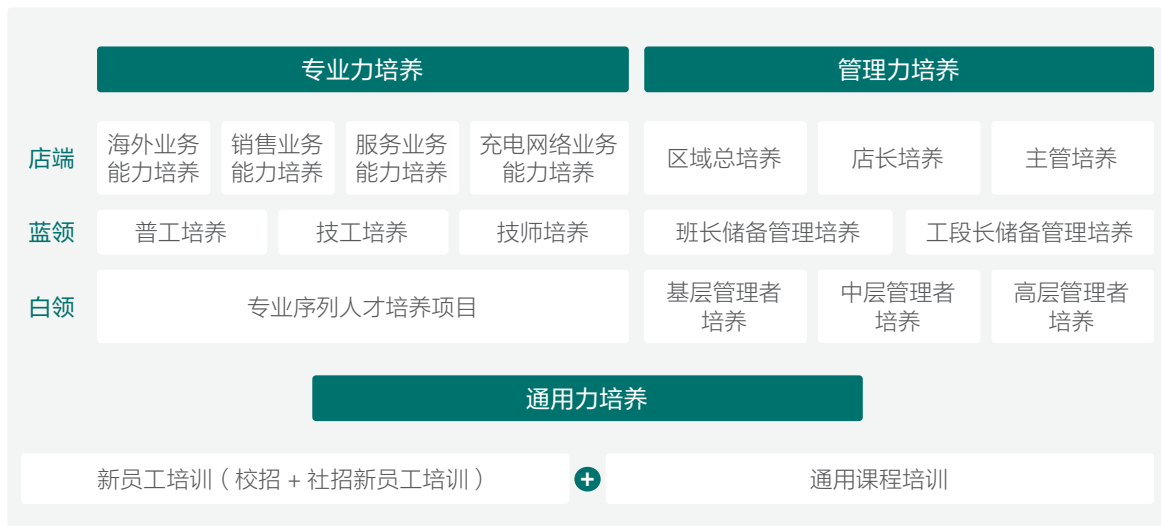 专业力培养
管理力培养
店端
海外业务
能力培养
销售业务
能力培养
服务业务
能力培养
充电网络业务
能力培养
区域总培养
店长培养
主管培养
蓝领
普工培养
技工培养
技师培养
班长储备管理培养
工段长储备管理培养
白领
专业序列人才培养项目
基层管理者
培养
中层管理者
培养
高层管理者
培养
通用力培养
新员工培训（校招 + 社招新员工培训）
+
通用课程培训